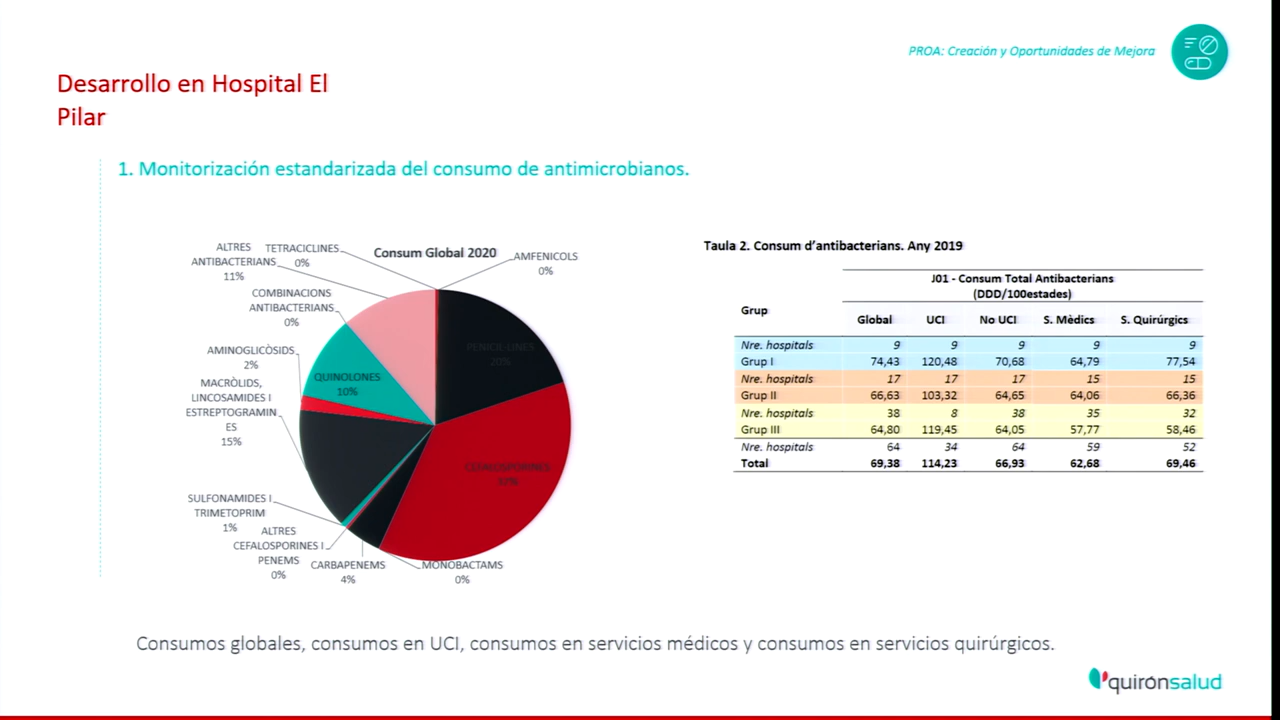 PROA: Creación y Oportunidades de Mejora
Desarrollo en Hospital El
Pilar
1. Monitorización estandarizada del consumo de antimicrobianos.
Consum Global 2020
ALTRES
ANTIBACTERIANS
11%
TETRACICLINES
0%
AMFENICOLS
0%
COMBINACIONS
ANTIBACTERIANS
0%
PENICIL·LINES
20%
AMINOGLICÒSIDS
2%
QUINOLONES
10%
MACRÒLIDS,
LINCOSAMIDES I
ESTREPTOGRAMIN
ES
15%
CEFALOSPORINES
37%
SULFONAMIDES I
TRIMETOPRIM
1%
ALTRES
CEFALOSPORINES I
PENEMS
0%
CARBAPENEMS
4%
MONOBACTAMS
0%
Taula 2. Consum d'antibacterians. Any 2019
J01 - Consum Total Antibacterians
(DDD/100estades)
Grup
Global UCI No UCI S. Mèdics S. Quirúrgics
Nre. hospitals 9 9 9 9 9
Grup I 74,43 120,48 70,68 64,79 77,54
Nre. hospitals 17 17 17 15 15
Grup II 66,63 103,32 64,65 64,06 66,36
Nre. hospitals 38 8 38 35 32
Grup III 64,80 119,45 64,05 57,77 58,46
Nre. hospitals 64 34 64 59 52
Total 69,38 114,23 66,93 62,68 69,46
Consumos globales, consumos en UCI, consumos en servicios médicos y consumos en servicios quirúrgicos.
quirónsalud